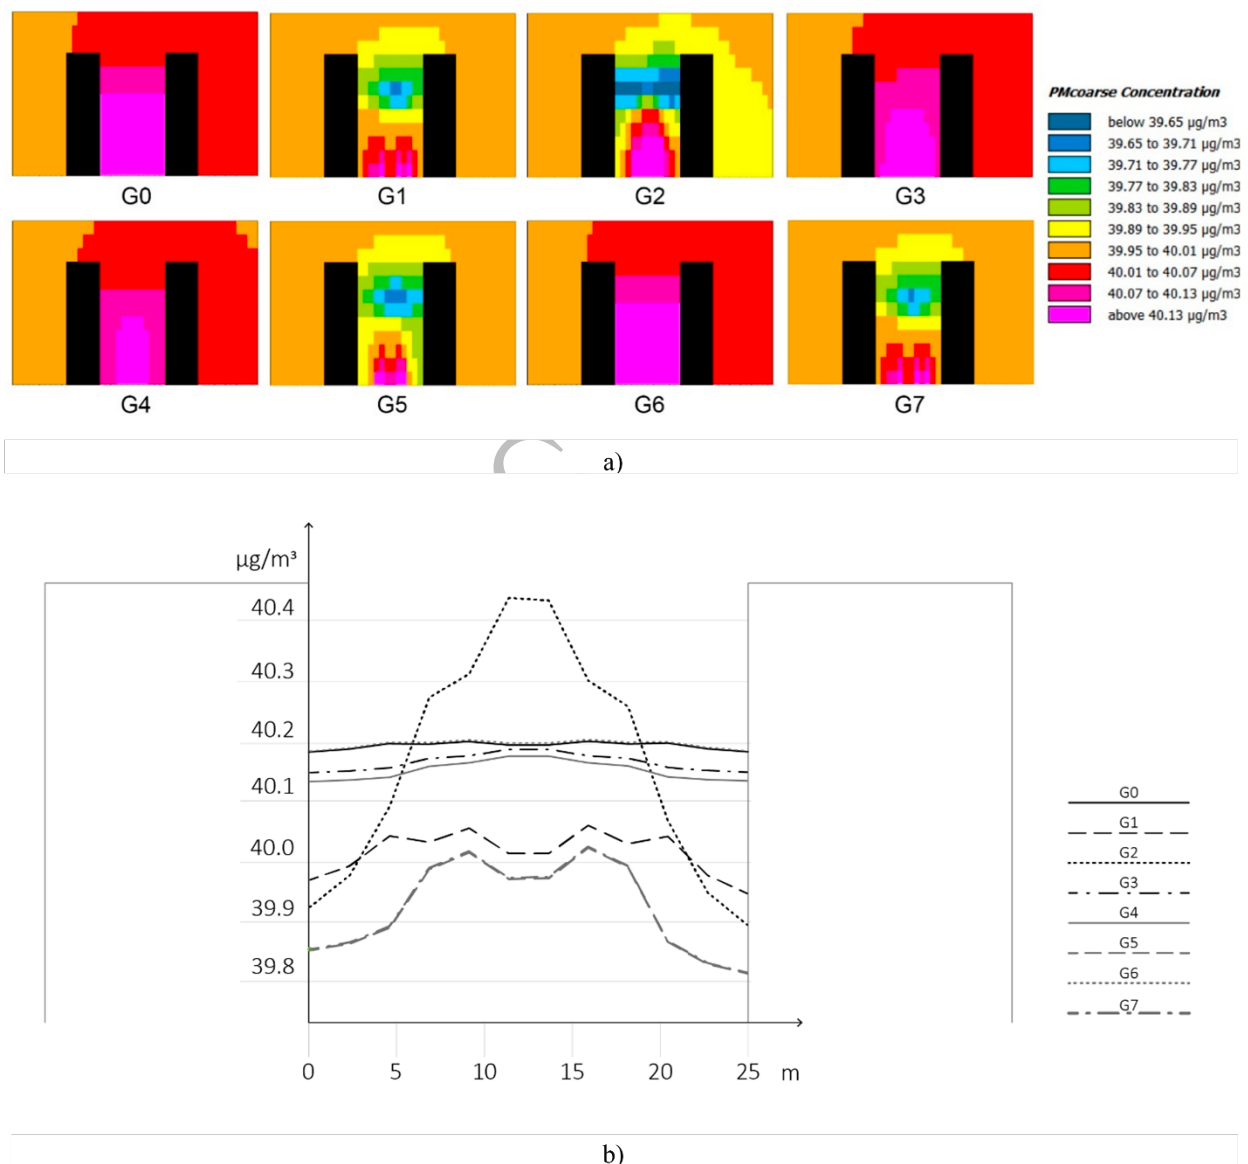 PMcoarse Concentration
below 39.65 µg/m3
39.65 to 39.71 µg/m3
39.71 to 39.77 µg/m3
39.77 to 39.83 µg/m3
39.83 to 39.89 µg/m3
39.89 to 39.95 µg/m3
39.95 to 40.01 µg/m3
40.01 to 40.07 µg/m3
40.07 to 40.13 µg/m3
above 40.13 µg/m3
G0 G1 G2 G3
G4 G5 G6 G7
a)
µg/m³
40.4
40.3
40.2
40.1
40.0
39.9
39.8
0 5 10 15 20 25 m
G0
G1
G2
G3
G4
G5
G6
G7
b)